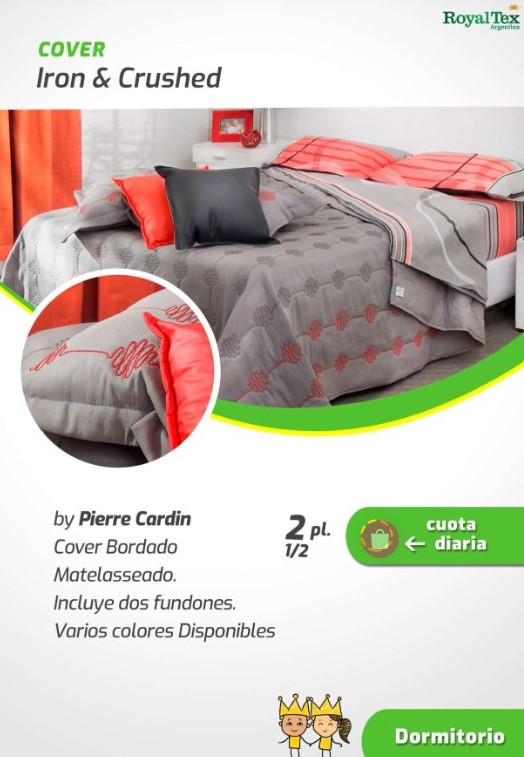 RoyalTex
Argentina
COVER
Iron & Crushed
by Pierre Cardin
Cover Bordado
Matelasseado.
Incluye dos fundones.
Varios colores Disponibles
2 pl.
1/2
cuota
← diaria
Dormitorio